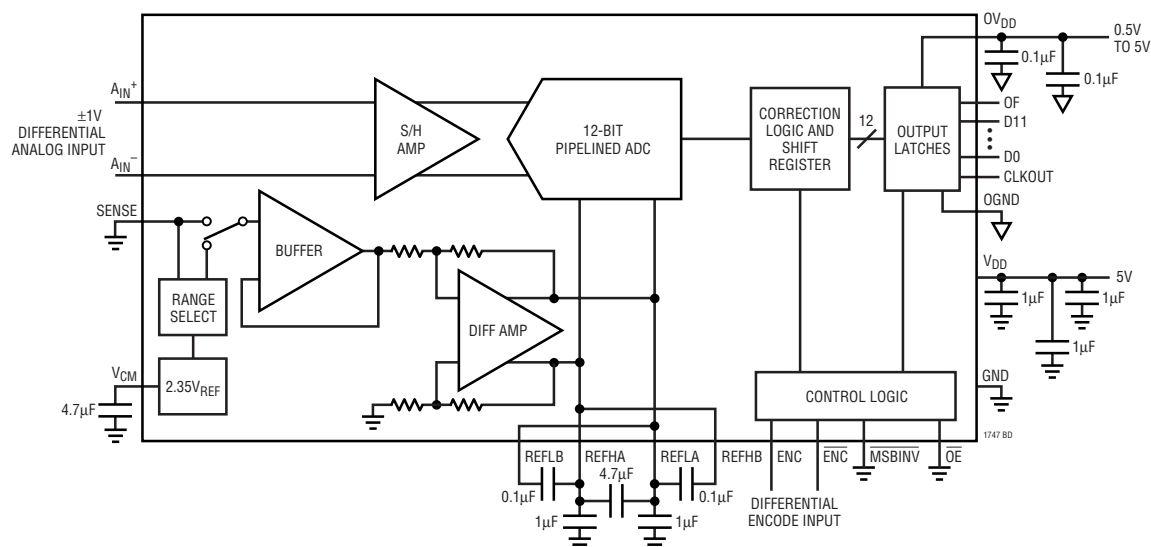 OVDD
0.5V
TO 5V
0.1µF
0.1µF
AIN+
±1V
DIFFERENTIAL
ANALOG INPUT
AIN–
S/H
AMP
12-BIT
PIPELINED ADC
CORRECTION
LOGIC AND
SHIFT
REGISTER
12
OUTPUT
LATCHES
OF
D11
D0
CLKOUT
OGND
SENSE
BUFFER
RANGE
SELECT
DIFF AMP
VDD
5V
1µF
1µF
1µF
VCM
2.35VREF
4.7µF
GND
CONTROL LOGIC
1747 BD
REFLB
REFHA
REFLA
REFHB
ENC
E̅N̅C̅
M̅S̅B̅I̅N̅V̅
O̅E̅
4.7µF
0.1µF
0.1µF
1µF
1µF
DIFFERENTIAL
ENCODE INPUT